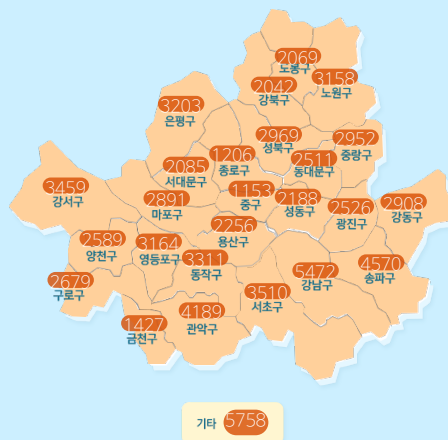 2069
노봉구
3158
노원구
2042
강북구
3203
은평구
2969
성북구
2952
중랑구
1206
종로구
2511
동대문구
2085
서대문구
3459
강서구
2891
마포구
1153
중구
2188
성동구
2526
광진구
2908
강동구
2256
용산구
2589
양천구
3164
영등포구
3311
동작구
5472
강남구
4570
송파구
2679
구로구
3510
서초구
4189
관악구
1427
금천구
기타 5758